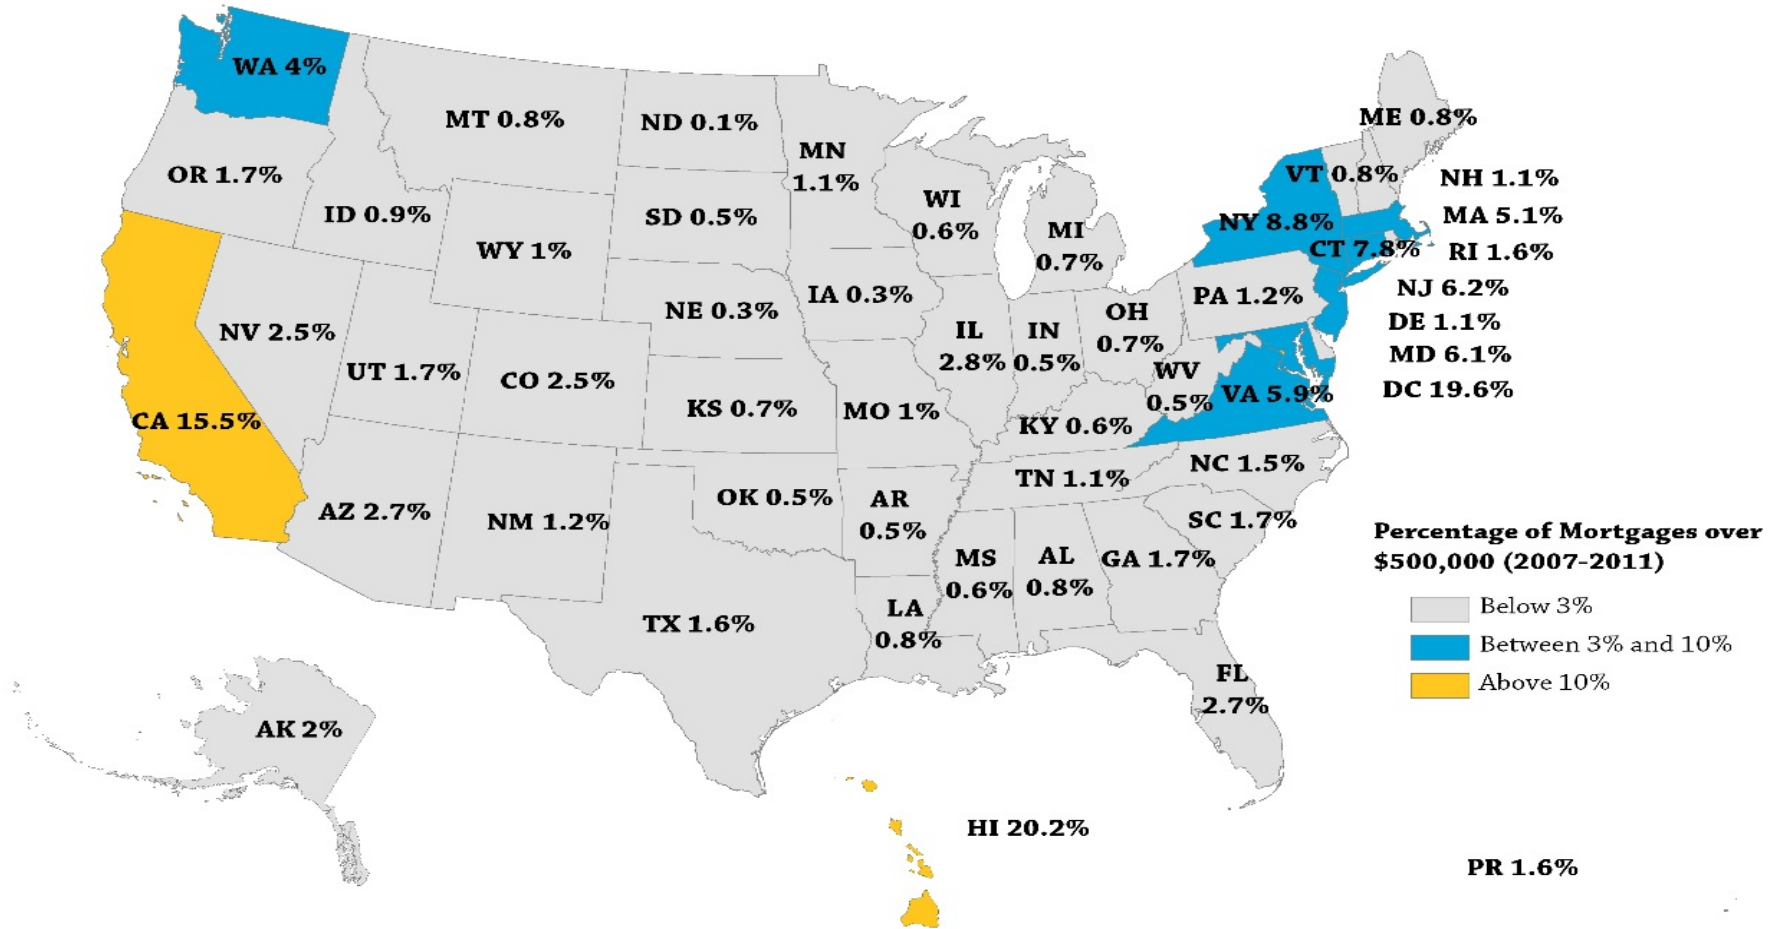 WA 4%
MT 0.8%
ND 0.1%
MN
1.1%
ME 0.8%
OR 1.7%
ID 0.9%
WY 1%
SD 0.5%
WI
0.6%
MI
0.7%
VT 0.8%
NH 1.1%
NY 8.8%
MA 5.1%
CT 7.8%
RI 1.6%
NJ 6.2%
DE 1.1%
MD 6.1%
DC 19.6%
NV 2.5%
UT 1.7%
CO 2.5%
NE 0.3%
IA 0.3%
IL
2.8%
IN
0.5%
OH
0.7%
PA 1.2%
WV
0.5%
VA 5.9%
CA 15.5%
KS 0.7%
MO 1%
KY 0.6%
TN 1.1%
NC 1.5%
AZ 2.7%
NM 1.2%
OK 0.5%
AR
0.5%
SC 1.7%
MS
0.6%
AL
0.8%
GA 1.7%
TX 1.6%
LA
0.8%
FL
2.7%
AK 2%
HI 20.2%
PR 1.6%
Percentage of Mortgages over
$500,000 (2007-2011)
Below 3%
Between 3% and 10%
Above 10%